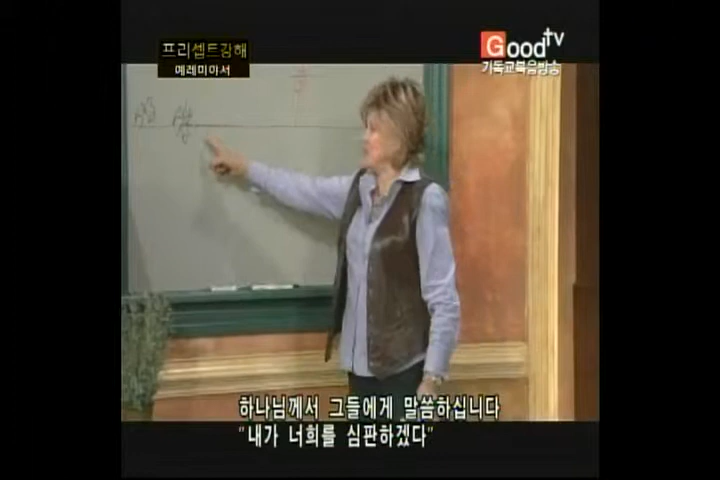 프리셉트강해
예레미야서
Good tv
기독교복음방송
하나님께서 그들에게 말씀하십니다
"내가 너희를 심판하겠다"